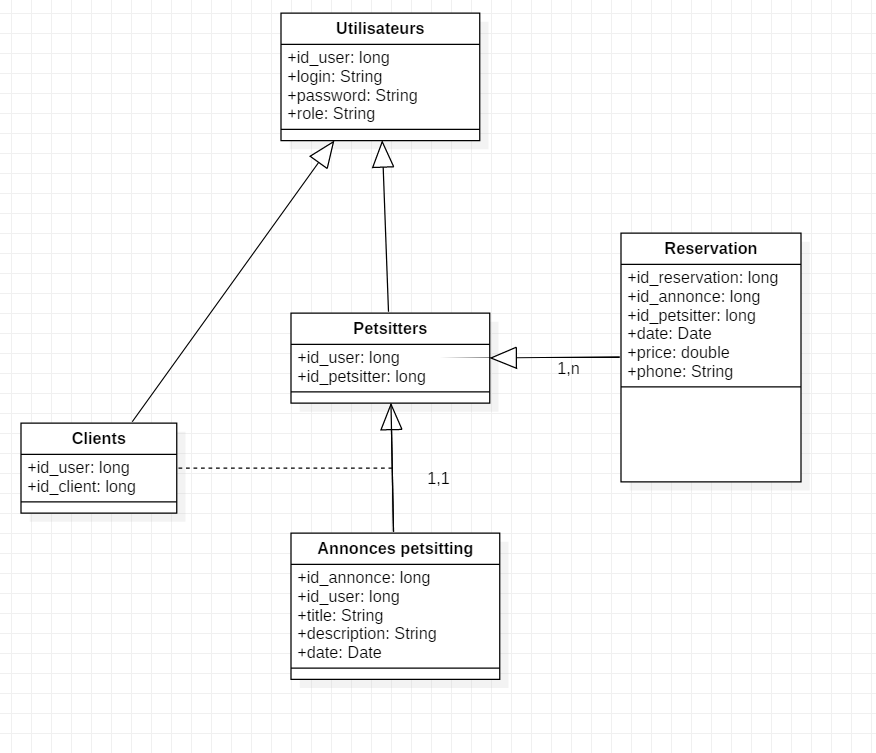 Utilisateurs
+id_user: long
+login: String
+password: String
+role: String
Reservation
+id_reservation: long
+id_annonce: long
+id_petsitter: long
+date: Date
+price: double
+phone: String
Petsitters
+id_user: long
+id_petsitter: long
1,n
Clients
+id_user: long
+id_client: long
1,1
Annonces petsitting
+id_annonce: long
+id_user: long
+title: String
+description: String
+date: Date